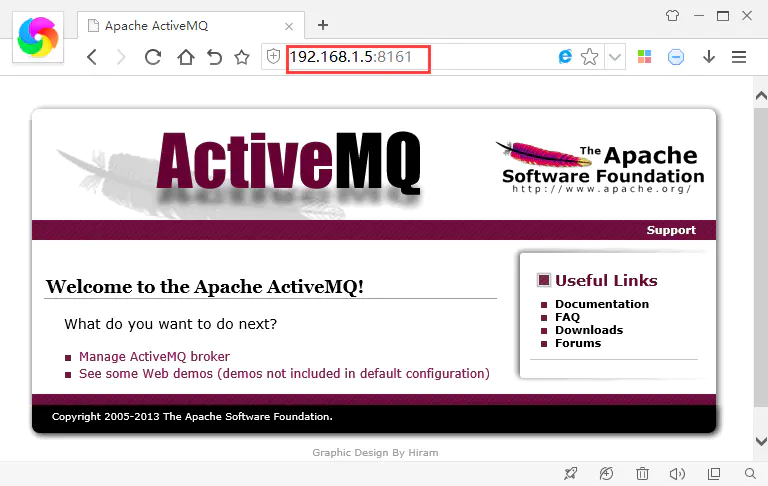 Apache ActiveMQ
192.168.1.5:8161
ActiveMQ
The Apache
Software Foundation
http://www.apache.org/
Support
Welcome to the Apache ActiveMQ!
What do you want to do next?
Manage ActiveMQ broker
See some Web demos (demos not included in default configuration)
Useful Links
Documentation
FAQ
Downloads
Forums
Copyright 2005-2013 The Apache Software Foundation.
Graphic Design By Hiram